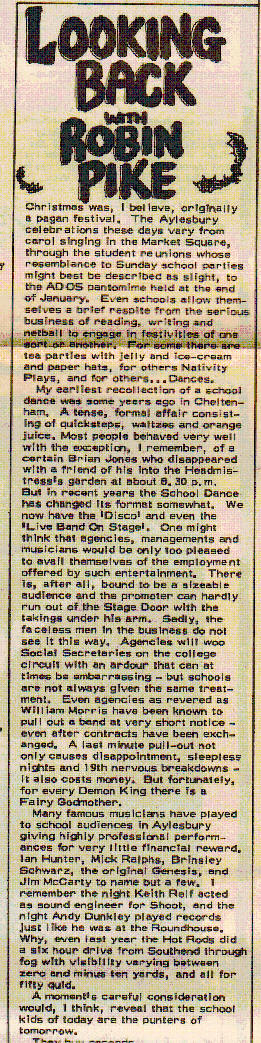 LOOKING
BACK
WITH
ROBIN
PIKE
Christmas was, I believe, originally
a pagan festival. The Aylesbury
celebrations these days vary from
carol singing in the Market Square,
through the student reunions whose
resemblance to Sunday school parties
might best be described as slight, to
the ADOS pantomime held at the end
of January. Even schools allow them-
selves a brief respite from the serious
business of reading, writing and
netball to engage in festivities of one
sort or another. For some there are
tea parties with jelly and ice-cream
and paper hats, for others Nativity
Plays, and for others...Dances.
My earliest recollection of a school
dance was some years ago in Chelten-
ham. A tense, formal affair consist-
ing of quicksteps, waltzes and orange
juice. Most people behaved very well
with the exception, I remember, of a
certain Brian Jones who disappeared
with a friend of his into the Headmis-
tress's garden at about 8.30 p.m.
But in recent years the School Dance
has changed its format somewhat. We
now have the 'Disco' and even the
'Live Band On Stage'. One might
think that agencies, managements and
musicians would be only too pleased
to avail themselves of the employment
offered by such entertainment. There
is, after all, bound to be a sizeable
audience and the promoter can hardly
run out of the Stage Door with the
takings under his arm. Sadly, the
faceless men in the business do not
see it this way. Agencies will woo
Social Secretaries on the college
circuit with an ardour that can at
times be embarrassing - but schools
are not always given the same treat-
ment. Even agencies as revered as
William Morris have been known to
pull out a band at very short notice -
even after contracts have been exch-
anged. A last minute pull-out not
only causes disappointment, sleepless
nights and 19th nervous breakdowns -
it also costs money. But fortunately,
for every Demon King there is a
Fairy Godmother.
Many famous musicians have played
to school audiences in Aylesbury
giving highly professional perform-
ances for very little financial reward.
Ian Hunter, Mick Ralphs, Brinsley
Schwarz, the original Genesis, and
Jim McCarty to name but a few. I
remember the night Keith Relf acted
as sound engineer for Shoot, and the
night Andy Dunkley played records
just like he was at the Roundhouse.
Why, even last year the Hot Rods did
a six hour drive from Southend through
fog with visibility varying between
zero and minus ten yards, and all for
fifty quid.
A moment's careful consideration
would, I think, reveal that the school
kids of today are the punters of
tomorrow.